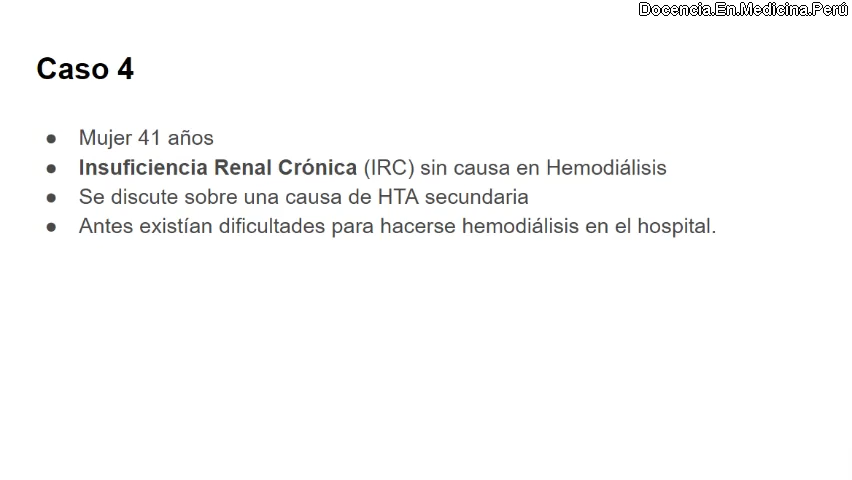 Docencia.En.Medicina.Perú
Caso 4
● Mujer 41 años
● Insuficiencia Renal Crónica (IRC) sin causa en Hemodiálisis
● Se discute sobre una causa de HTA secundaria
● Antes existían dificultades para hacerse hemodiálisis en el hospital.